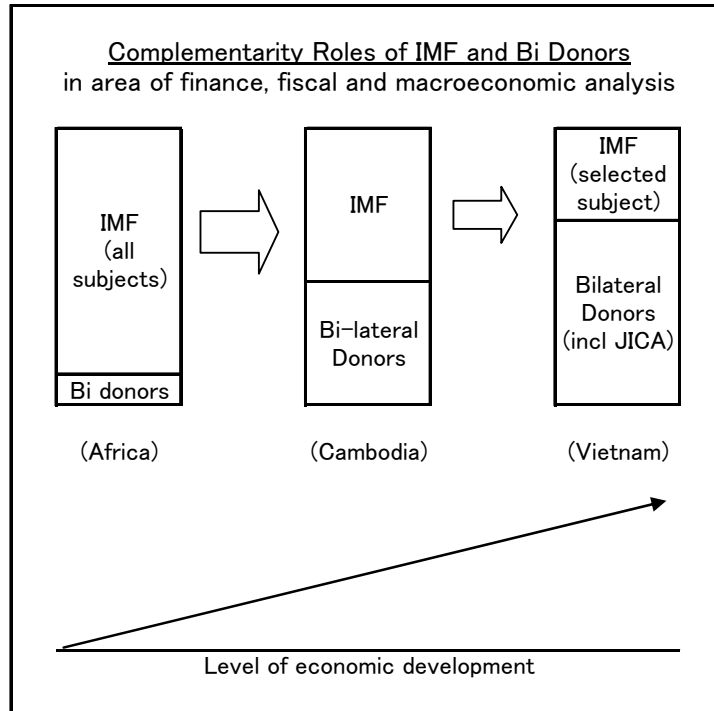 Complementarity Roles of IMF and Bi Donors
in area of finance, fiscal and macroeconomic analysis
IMF
(all
subjects)
Bi donors
(Africa)
IMF
Bi-lateral
Donors
(Cambodia)
IMF
(selected
subject)
Bilateral
Donors
(incl JICA)
(Vietnam)
Level of economic development